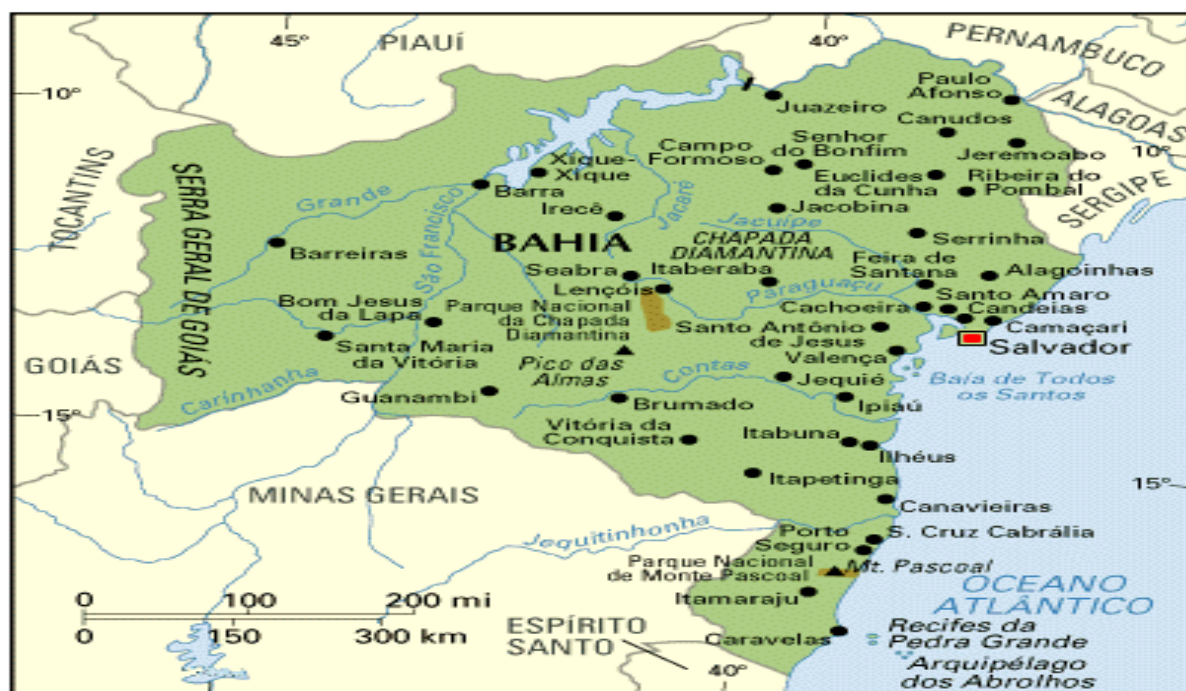 45°
PIAUÍ
40°
PERNAMBUCO
10°
Paulo
Afonso
Juazeiro
Canudos
ALAGOAS
TOCANTINS
SERRA GERAL DE GOIÁS
Xique-
Xique
Campo
Formoso
Senhor
do Bonfim
Jeremoabo
10°
Barra
Euclides
da Cunha
Ribeira do
Pombal
SERGIPE
Grande
São Francisco
Irecê
Jacaré
Jacobina
Jacuípe
BAHIA
CHAPADA
DIAMANTINA
Serrinha
Barreiras
Seabra
Itaberaba
Feira de
Santana
Alagoinhas
Lençóis
Paraguaçu
Santo Amaro
Bom Jesus
da Lapa
Parque Nacional
da Chapada
Diamantina
Cachoeira
Candeias
Santo Antônio
de Jesus
Camaçari
Salvador
GOIÁS
Santa Maria
da Vitória
Pico das
Almas
Valença
Baía de Todos
os Santos
Carinhanha
Guanambi
Contas
Jequié
Brumado
Ipiaú
15°
Vitória da
Conquista
Itabuna
Ilhéus
Itapetinga
15°
MINAS GERAIS
Canavieiras
Jequitinhonha
Porto
Seguro
S. Cruz Cabrália
Parque Nacional
de Monte Pascoal
Mt. Pascoal
OCEANO
ATLÂNTICO
Itamaraju
0 100 200 mi
0 150 300 km
ESPÍRITO
SANTO
Caravelas
Recifes da
Pedra Grande
40°
Arquipélago
dos Abrolhos